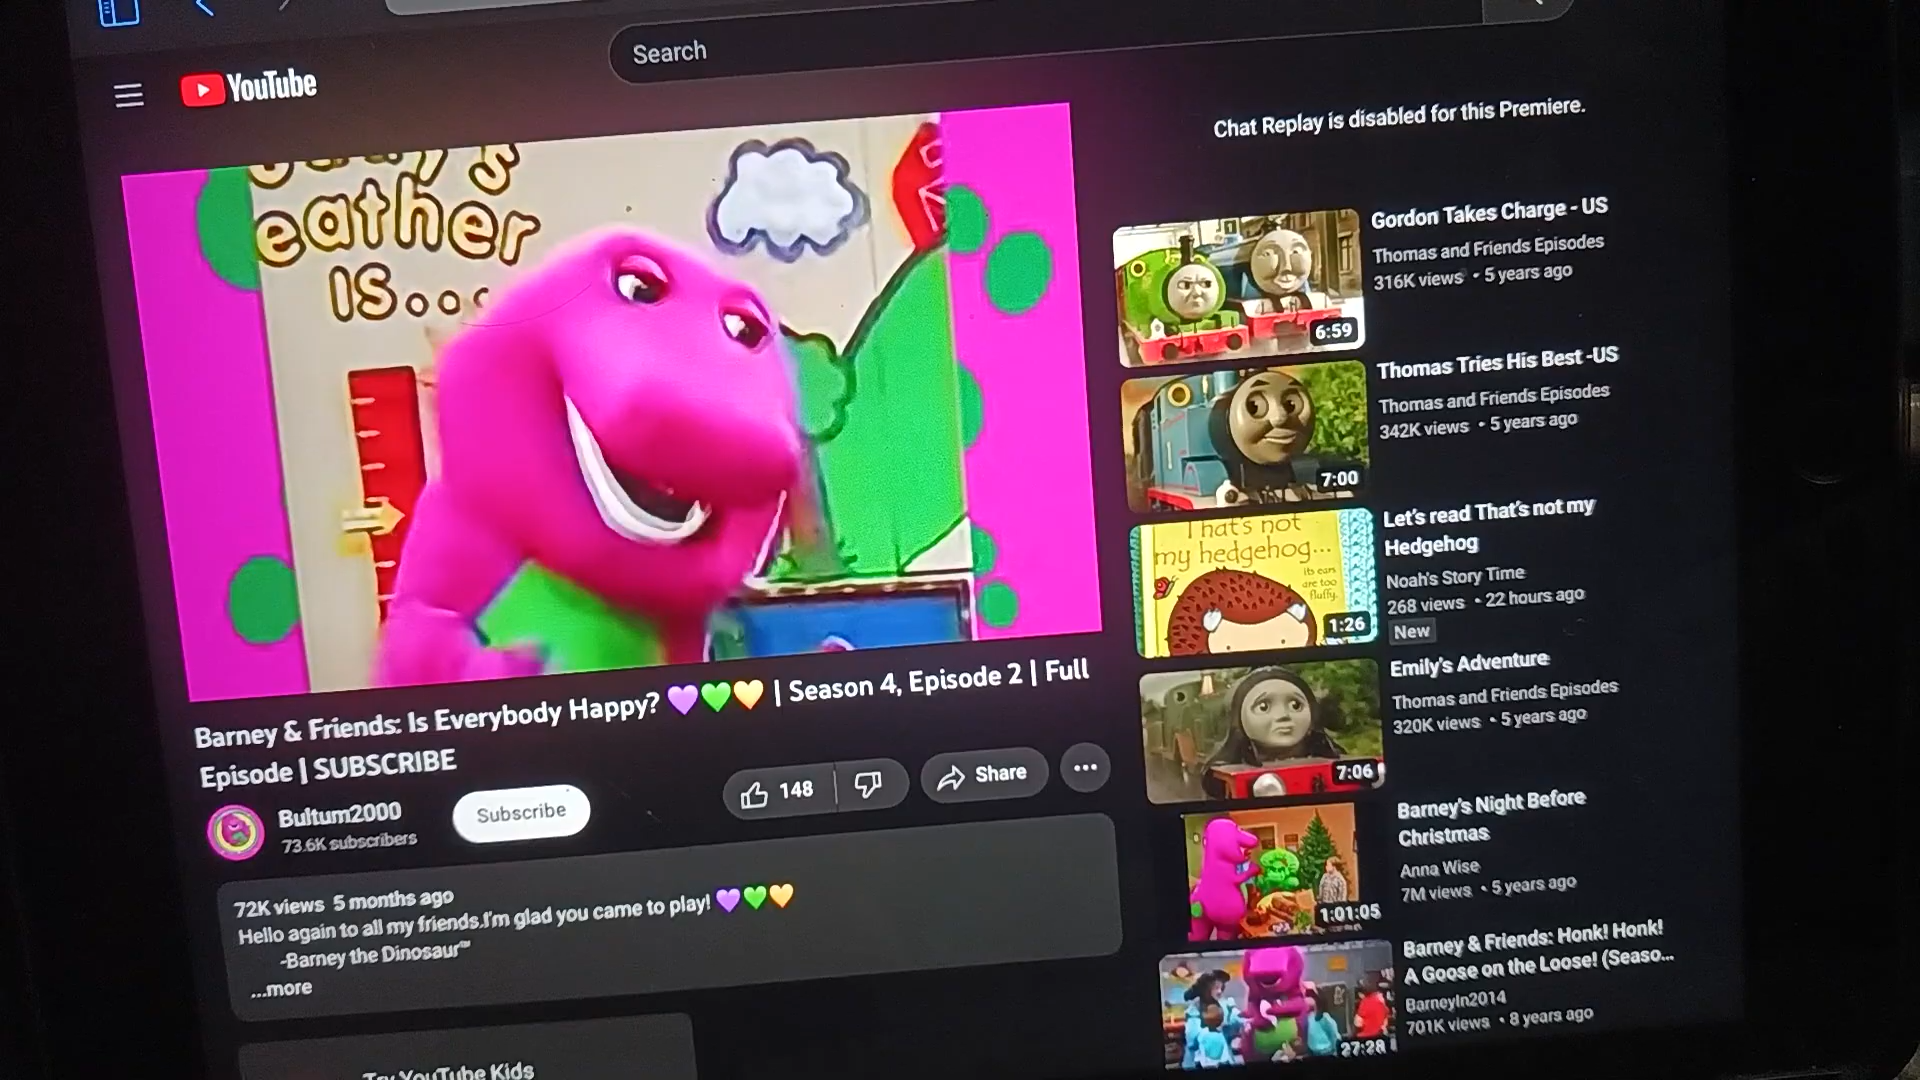 Search
YouTube
eather
IS...
Chat Replay is disabled for this Premiere.
Barney & Friends: Is Everybody Happy? 💜💚💛 | Season 4, Episode 2 | Full
Episode | SUBSCRIBE
Bultum2000
73.6K subscribers
Subscribe
148
Share
72K views 5 months ago
Hello again to all my friends.I'm glad you came to play! 💜💚💛
-Barney the Dinosaur™
...more
Try YouTube Kids
Gordon Takes Charge - US
Thomas and Friends Episodes
316K views • 5 years ago
6:59
Thomas Tries His Best -US
Thomas and Friends Episodes
342K views • 5 years ago
7:00
That's not
my hedgehog...
its ears
are too
fluffy.
1:26
Let's read That's not my
Hedgehog
Noah's Story Time
268 views • 22 hours ago
New
Emily's Adventure
Thomas and Friends Episodes
320K views • 5 years ago
7:06
Barney's Night Before
Christmas
Anna Wise
7M views • 5 years ago
1:01:05
Barney & Friends: Honk! Honk!
A Goose on the Loose! (Seaso...
BarneyIn2014
701K views • 8 years ago
27:28